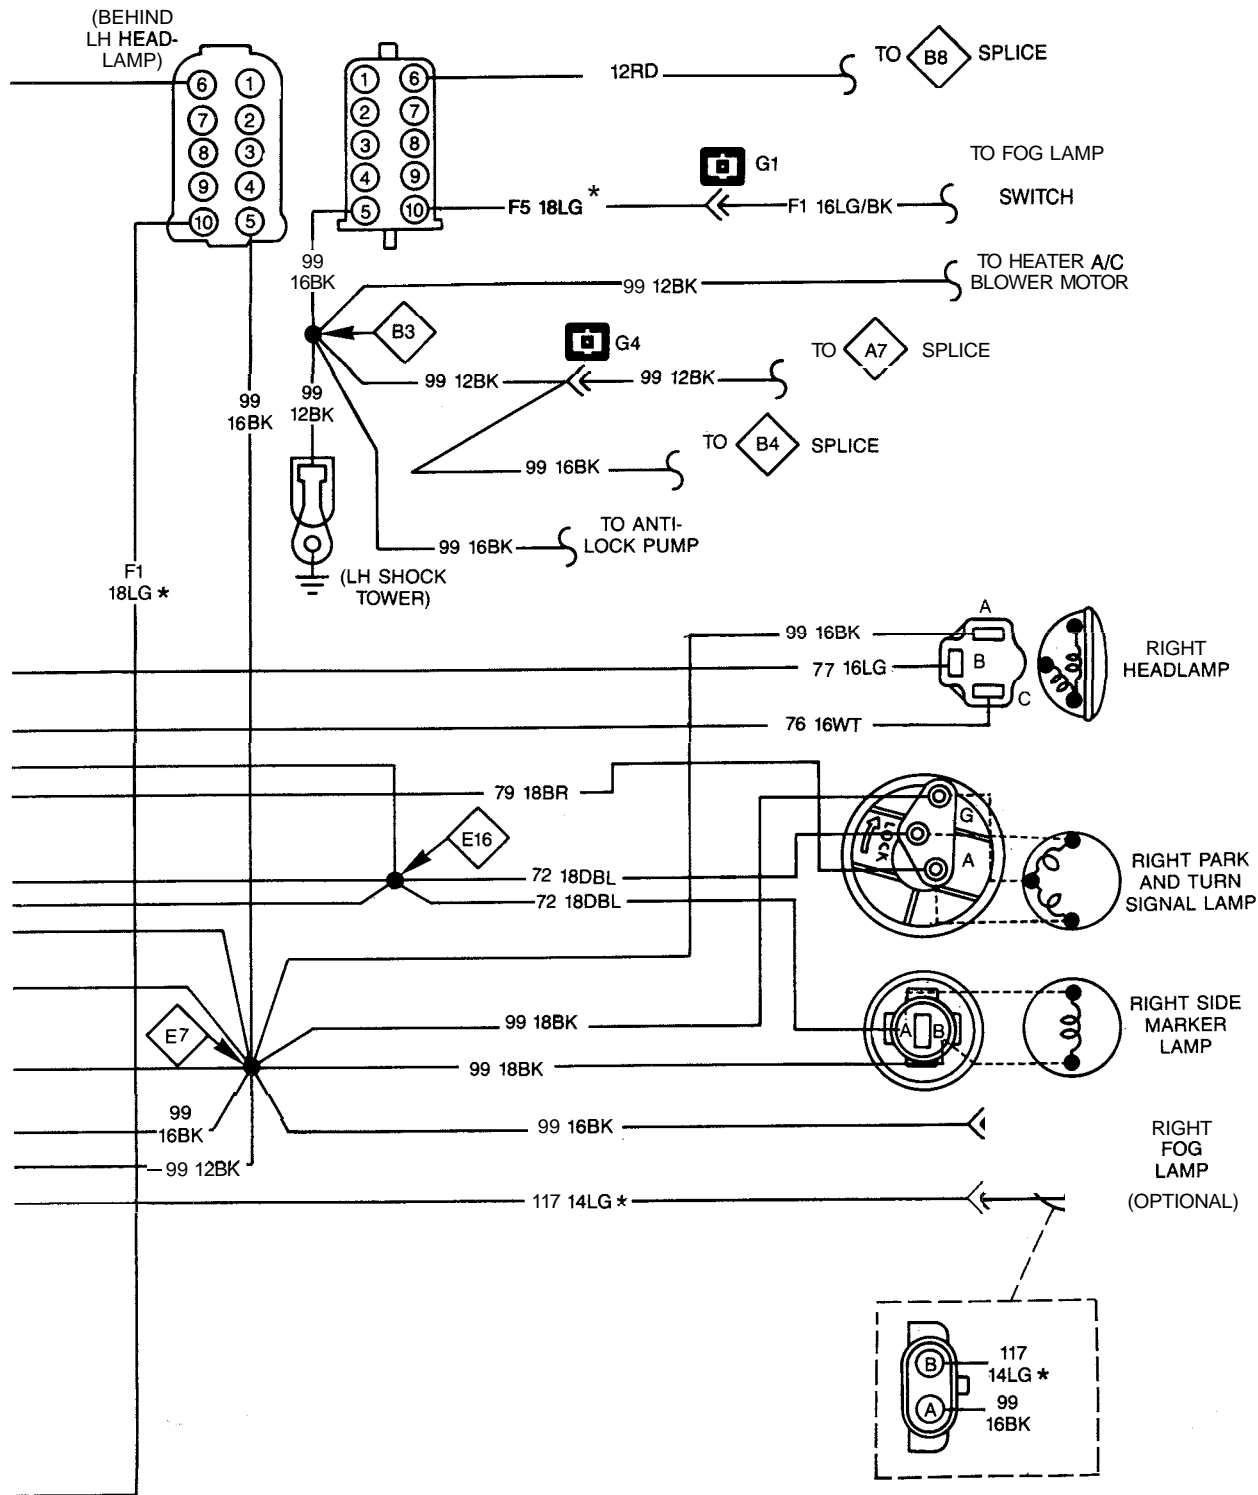 (BEHIND
LH HEAD-
LAMP)
6 1
7 2
8 3
9 4
10 5
1 6
2 7
3 8
4 9
5 10
12RD
TO B8 SPLICE
G1
TO FOG LAMP
SWITCH
F5 18LG *
F1 16LG/BK
99
16BK
99 12BK
TO HEATER A/C
BLOWER MOTOR
B3
G4
TO A7 SPLICE
99 12BK
99 12BK
99
16BK
99
12BK
TO B4 SPLICE
99 16BK
99 16BK
TO ANTI-
LOCK PUMP
(LH SHOCK
TOWER)
F1
18LG *
A
99 16BK
B
77 16LG
C
RIGHT
HEADLAMP
76 16WT
79 18BR
E16
G
LOCK
A
72 18DBL
72 18DBL
RIGHT PARK
AND TURN
SIGNAL LAMP
99 18BK
E7
A B
RIGHT SIDE
MARKER
LAMP
99 18BK
99
16BK
99 16BK
99 12BK
RIGHT
FOG
LAMP
(OPTIONAL)
117 14LG *
B
117
14LG *
A
99
16BK